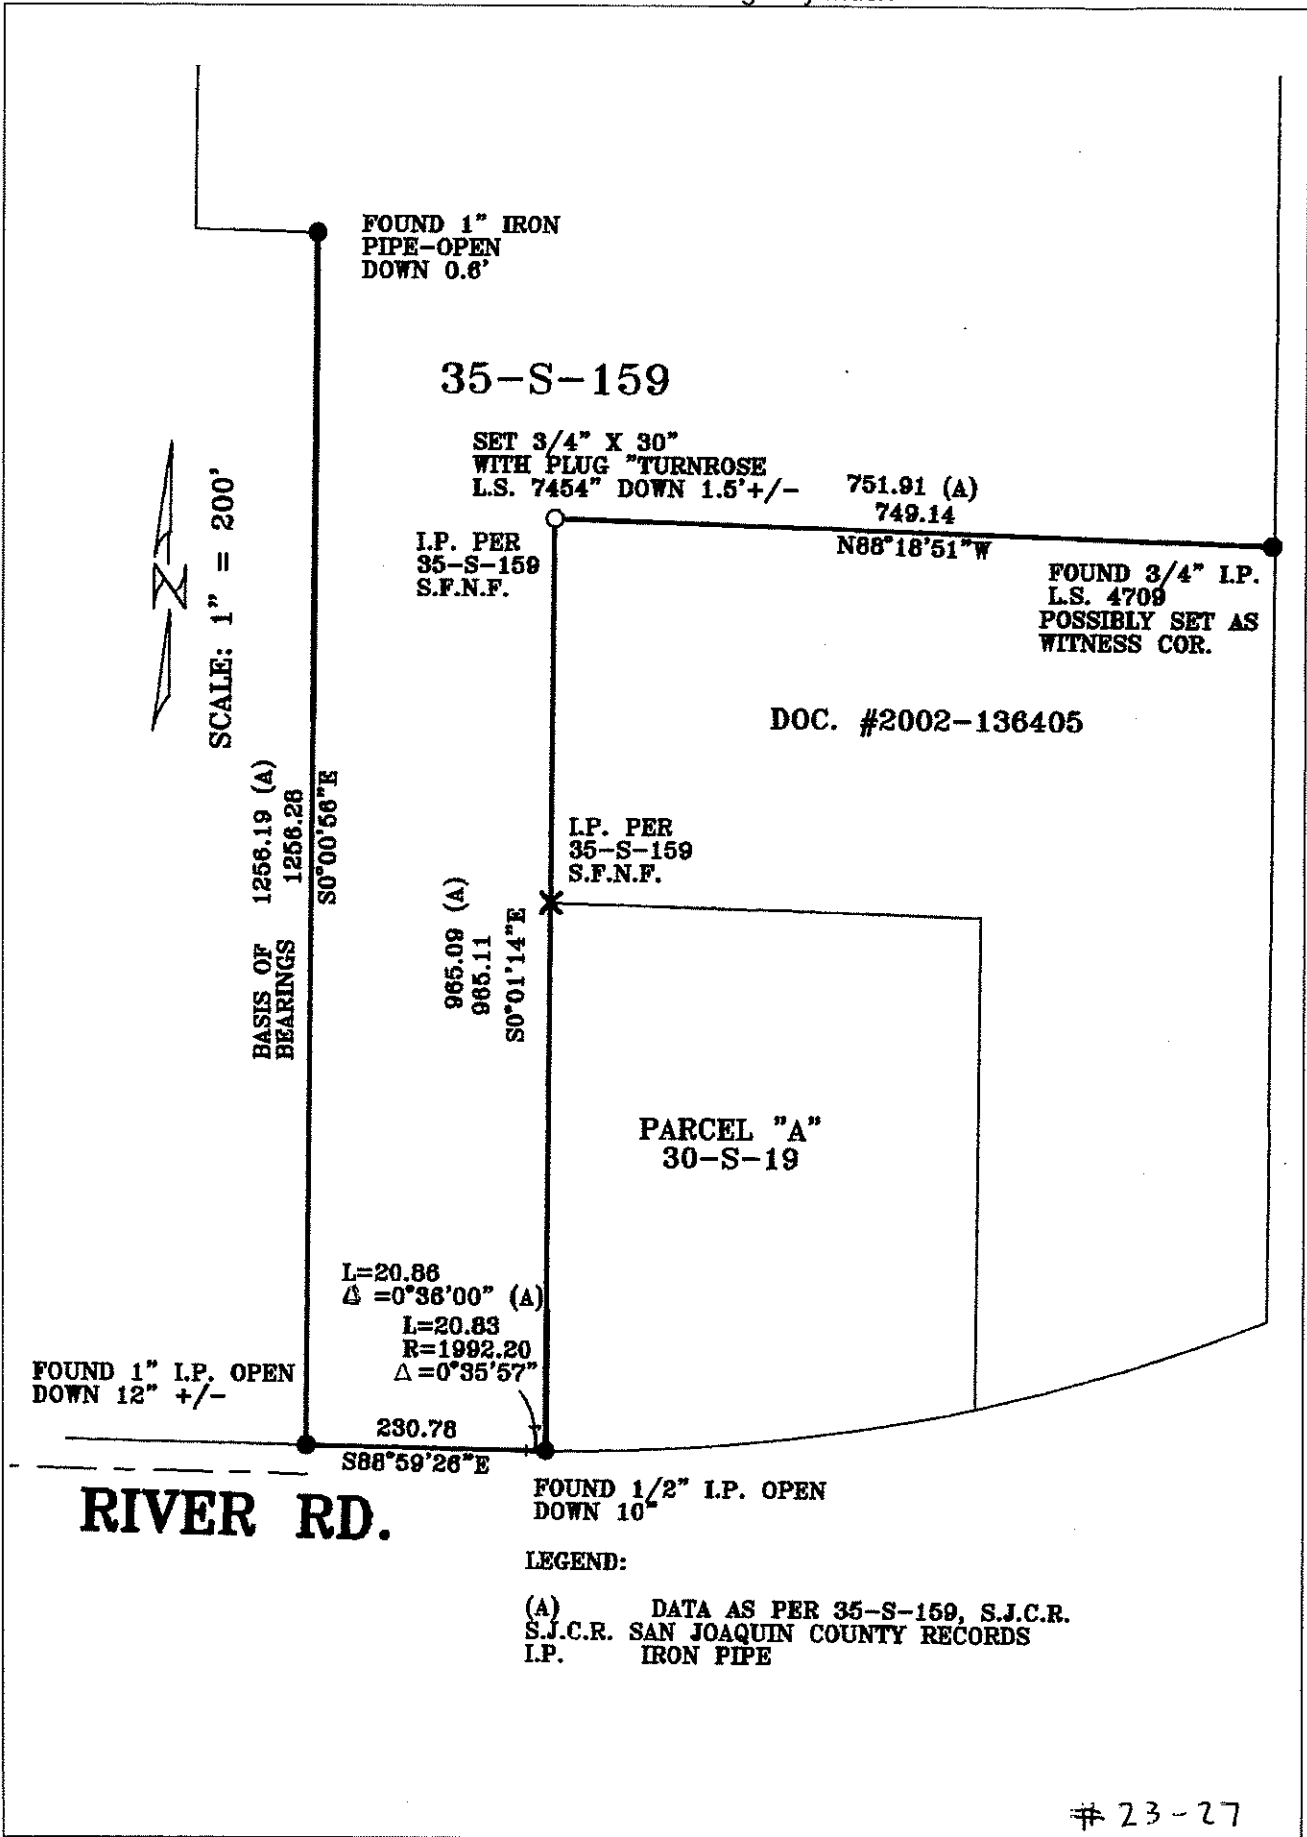 FOUND 1" IRON
PIPE-OPEN
DOWN 0.6'
35-S-159
SET 3/4" X 30"
WITH PLUG "TURNROSE
L.S. 7454" DOWN 1.5'+/-
751.91 (A)
749.14
N88°18'51"W
I.P. PER
35-S-159
S.F.N.F.
FOUND 3/4" I.P.
L.S. 4709
POSSIBLY SET AS
WITNESS COR.
N
SCALE: 1" = 200'
DOC. #2002-136405
BASIS OF
BEARINGS
1256.19 (A)
1256.28
S0°00'56"E
I.P. PER
35-S-159
S.F.N.F.
965.09 (A)
965.11
S0°01'14"E
PARCEL "A"
30-S-19
L=20.86
Δ =0°36'00" (A)
L=20.83
R=1992.20
Δ =0°35'57"
FOUND 1" I.P. OPEN
DOWN 12" +/-
230.78
S88°59'26"E
RIVER RD.
FOUND 1/2" I.P. OPEN
DOWN 10"
LEGEND:
(A) DATA AS PER 35-S-159, S.J.C.R.
S.J.C.R. SAN JOAQUIN COUNTY RECORDS
I.P. IRON PIPE
# 23-27